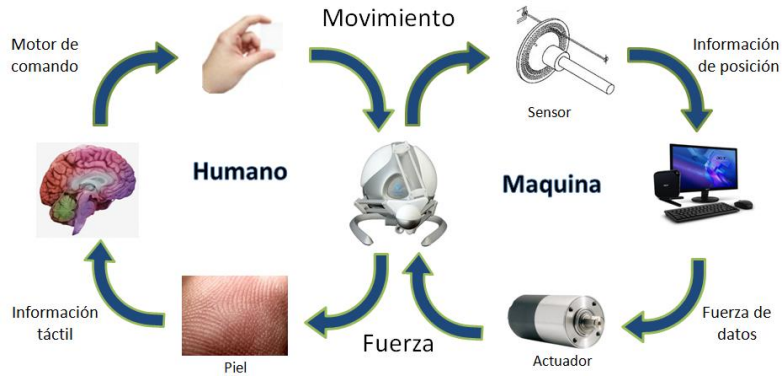 Movimiento
Motor de
comando
Información
de posición
Sensor
Humano
Maquina
Información
táctil
Fuerza de
datos
Fuerza
Piel
Actuador